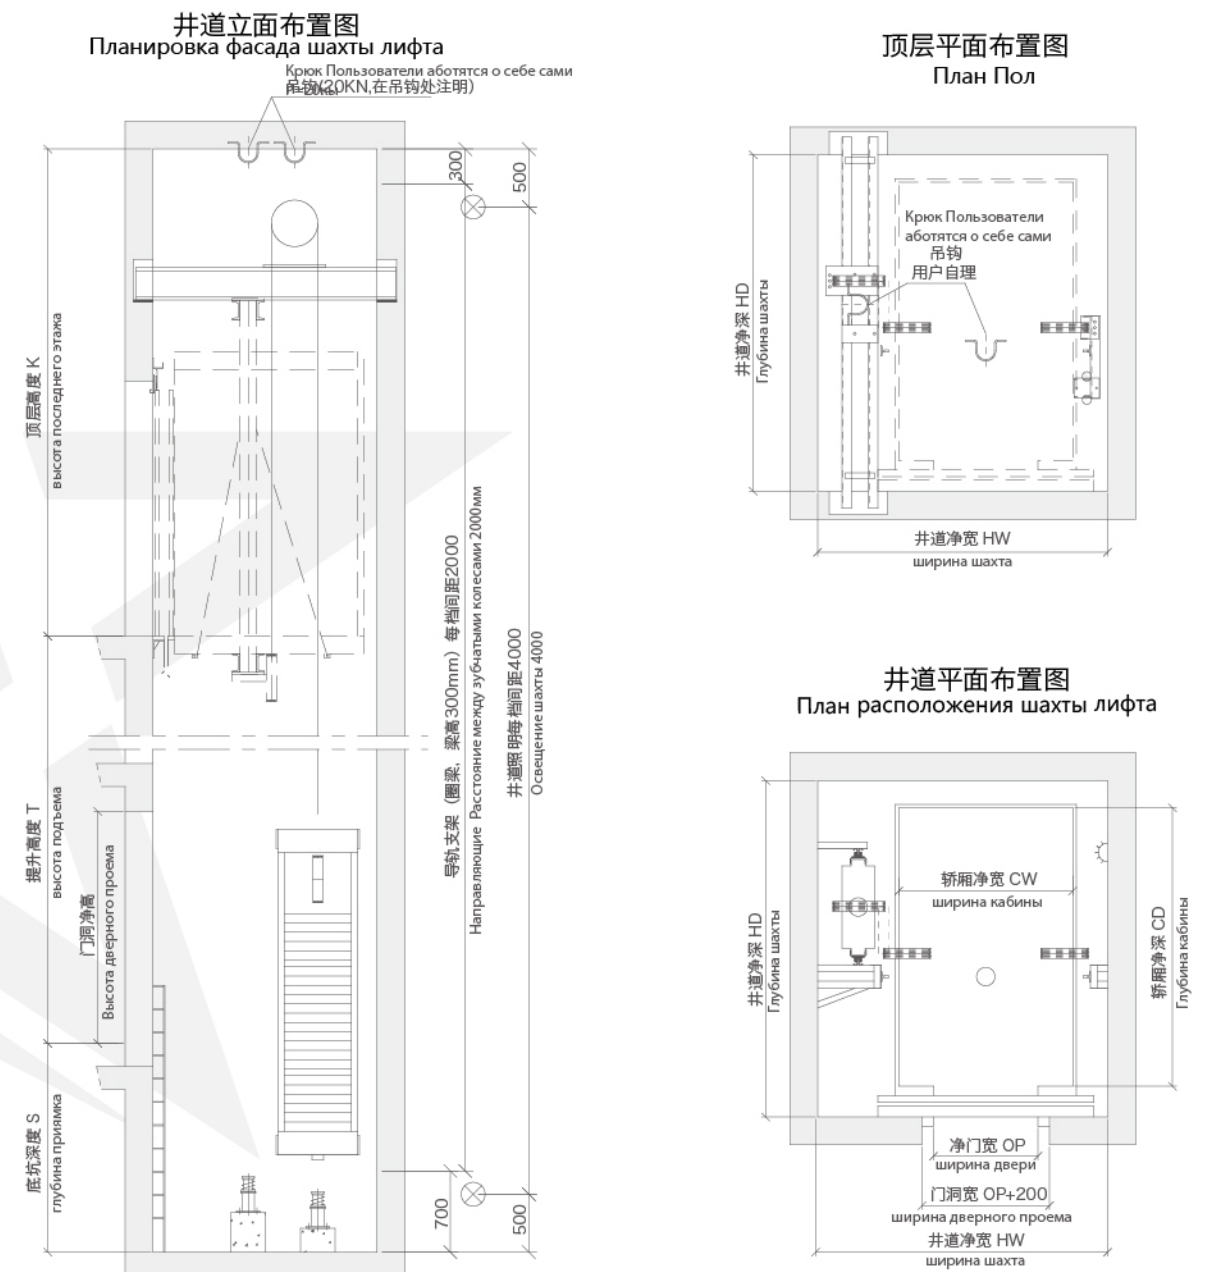 井道立面布置图
Планировка фасада шахты лифта
Крюк Пользователи аботятся о себе сами
吊钩(20KN,在吊钩处注明)
300
500
顶层高度 K
высота последнего этажа
提升高度 T
высота подъема
门洞净高
Высота дверного проема
底坑深度 S
глубина приямка
导轨支架（圈梁，梁高300mm）每档间距2000
Направляющие Расстояние между зубчатыми колесами 2000мм
井道照明每档间距4000
Освещение шахты 4000
700
500
顶层平面布置图
План Пол
Крюк Пользователи
аботятся о себе сами
吊钩
用户自理
井道净深 HD
Глубина шахты
井道净宽 HW
ширина шахта
井道平面布置图
План расположения шахты лифта
轿厢净宽 CW
ширина кабины
井道净深 HD
Глубина шахты
轿厢净深 CD
Глубина кабины
净门宽 OP
ширина двери
门洞宽 OP+200
ширина дверного проема
井道净宽 HW
ширина шахта